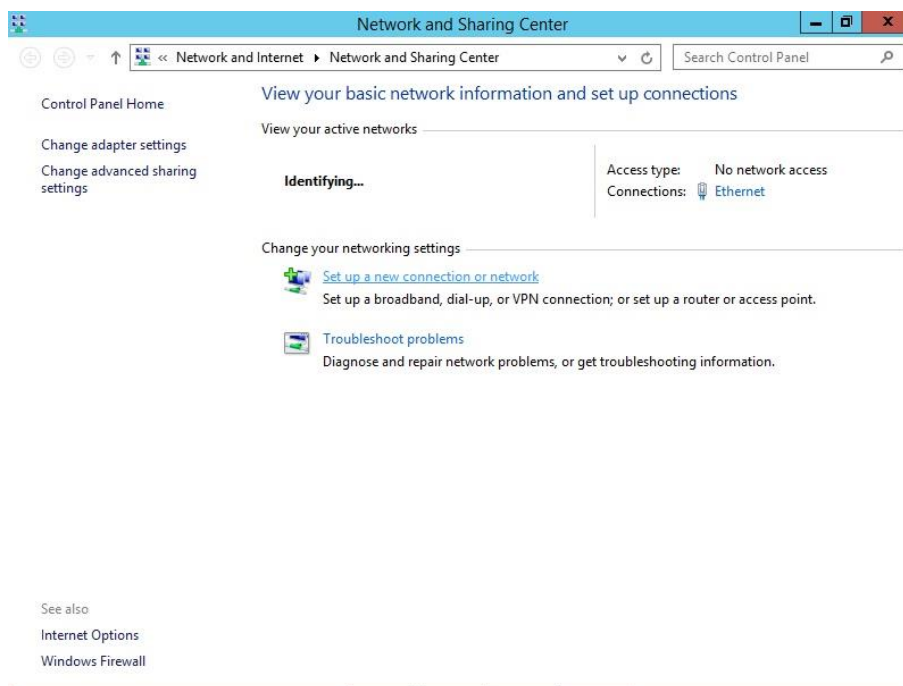 Network and Sharing Center
« Network and Internet ▸ Network and Sharing Center
Search Control Panel
Control Panel Home
Change adapter settings
Change advanced sharing
settings
View your basic network information and set up connections
View your active networks
Identifying...
Access type: No network access
Connections: Ethernet
Change your networking settings
Set up a new connection or network
Set up a broadband, dial-up, or VPN connection; or set up a router or access point.
Troubleshoot problems
Diagnose and repair network problems, or get troubleshooting information.
See also
Internet Options
Windows Firewall